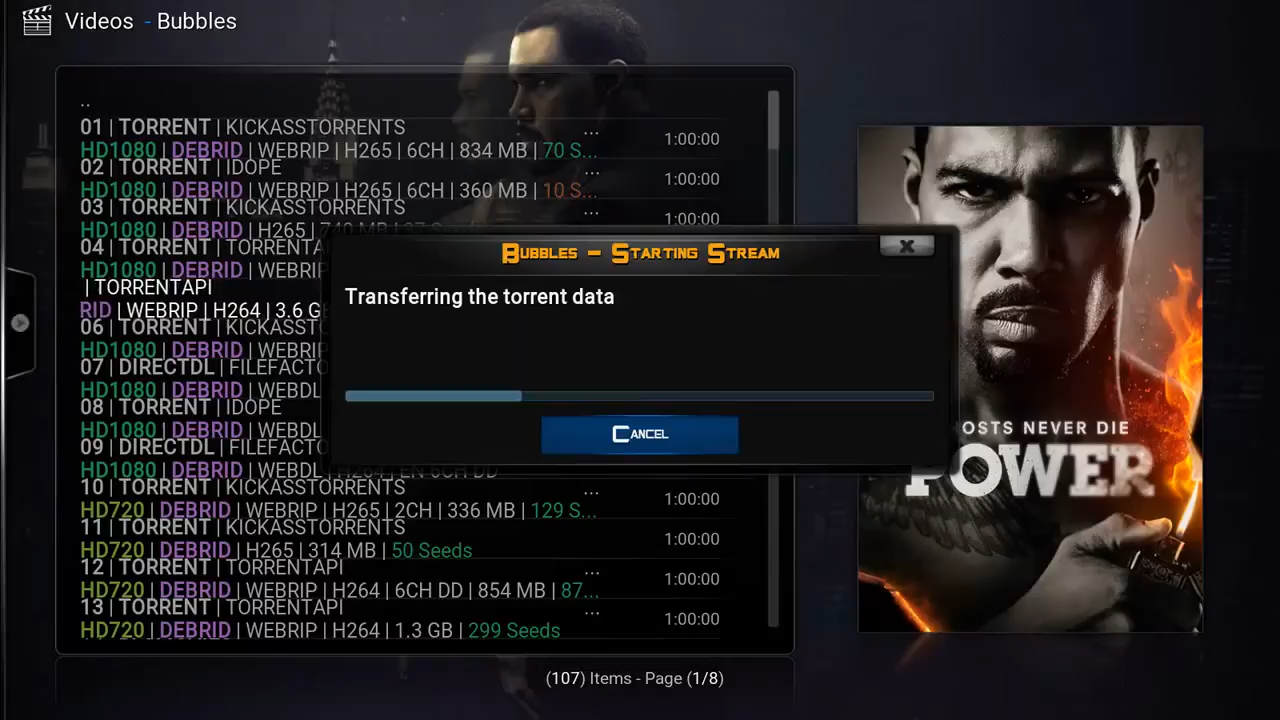 Videos - Bubbles
..
01 | TORRENT | KICKASSTORRENTS ...
HD1080 | DEBRID | WEBRIP | H265 | 6CH | 834 MB | 70 S...
1:00:00
02 | TORRENT | IDOPE ...
HD1080 | DEBRID | WEBRIP | H265 | 6CH | 360 MB | 10 S...
1:00:00
03 | TORRENT | KICKASSTORRENTS ...
HD1080 | DEBRID | H265 | 740 MB |
1:00:00
04 | TORRENT | TORRENTA
HD1080 | DEBRID | WEBRIP
| TORRENTAPI
RID | WEBRIP | H264 | 3.6 G
06 | TORRENT | KICKASST
HD1080 | DEBRID | WEBRIP
07 | DIRECTDL | FILEFACTO
HD1080 | DEBRID | WEBDL
08 | TORRENT | IDOPE
HD1080 | DEBRID | WEBDL
09 | DIRECTDL | FILEFACTO
HD1080 | DEBRID | WEBDL | H264 | EN 6CH DD
10 | TORRENT | KICKASSTORRENTS ...
HD720 | DEBRID | WEBRIP | H265 | 2CH | 336 MB | 129 S...
1:00:00
11 | TORRENT | KICKASSTORRENTS
HD720 | DEBRID | H265 | 314 MB | 50 Seeds
1:00:00
12 | TORRENT | TORRENTAPI ...
HD720 | DEBRID | WEBRIP | H264 | 6CH DD | 854 MB | 87...
1:00:00
13 | TORRENT | TORRENTAPI ...
HD720 | DEBRID | WEBRIP | H264 | 1.3 GB | 299 Seeds
1:00:00
(107) Items - Page (1/8)
Bubbles - Starting Stream
Transferring the torrent data
Cancel
OSTS NEVER DIE
POWER